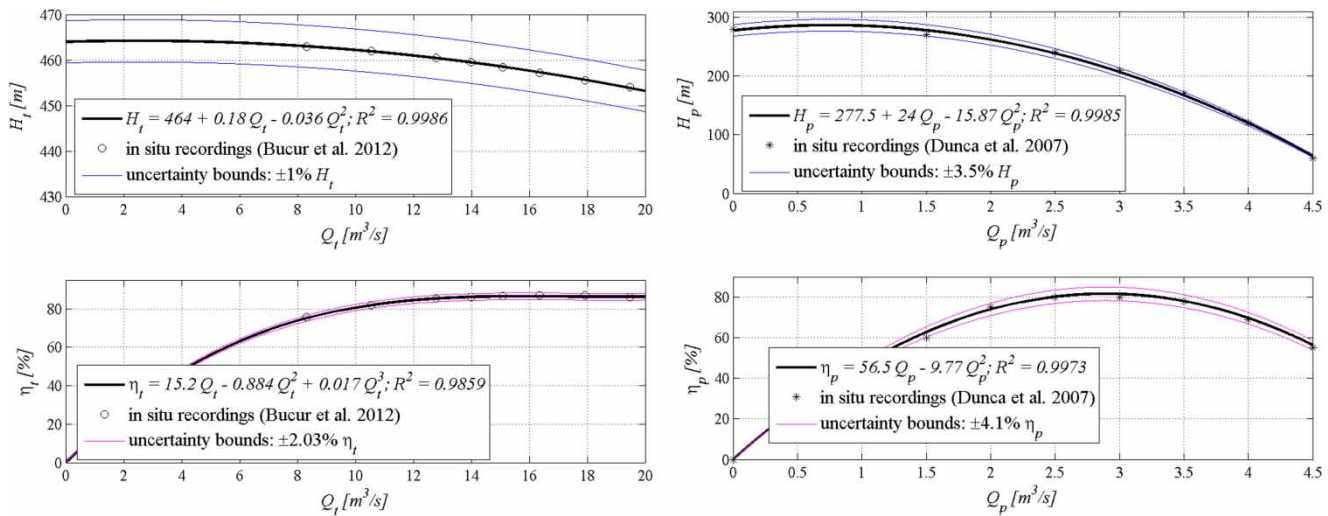 470
460
450
440
430
H_t [m]
H_t = 464 + 0.18 Q_t - 0.036 Q_t^2; R^2 = 0.9986
in situ recordings (Bucur et al. 2012)
uncertainty bounds: ±1% H_t
0 2 4 6 8 10 12 14 16 18 20
Q_t [m^3/s]
300
200
100
0
H_p [m]
H_p = 277.5 + 24 Q_p - 15.87 Q_p^2; R^2 = 0.9985
in situ recordings (Dunca et al. 2007)
uncertainty bounds: ±3.5% H_p
0 0.5 1 1.5 2 2.5 3 3.5 4 4.5
Q_p [m^3/s]
80
60
40
20
0
η_t [%]
η_t = 15.2 Q_t - 0.884 Q_t^2 + 0.017 Q_t^3; R^2 = 0.9859
in situ recordings (Bucur et al. 2012)
uncertainty bounds: ±2.03% η_t
0 2 4 6 8 10 12 14 16 18 20
Q_t [m^3/s]
80
60
40
20
0
η_p [%]
η_p = 56.5 Q_p - 9.77 Q_p^2; R^2 = 0.9973
in situ recordings (Dunca et al. 2007)
uncertainty bounds: ±4.1% η_p
0 0.5 1 1.5 2 2.5 3 3.5 4 4.5
Q_p [m^3/s]